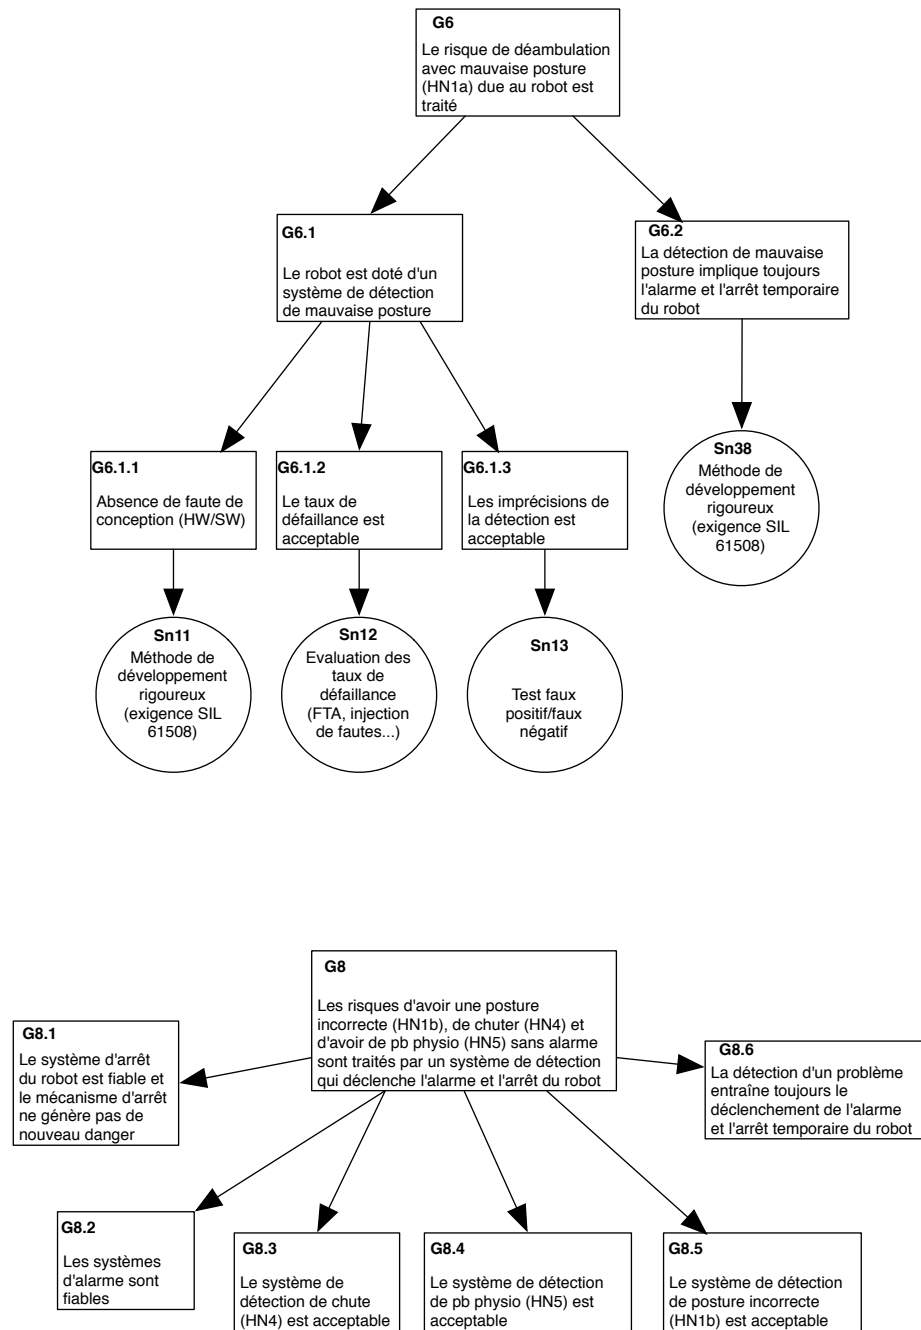 G6
Le risque de déambulation
avec mauvaise posture
(HN1a) due au robot est
traité
G6.1
Le robot est doté d'un
système de détection
de mauvaise posture
G6.2
La détection de mauvaise
posture implique toujours
l'alarme et l'arrêt temporaire
du robot
G6.1.1
Absence de faute de
conception (HW/SW)
G6.1.2
Le taux de
défaillance est
acceptable
G6.1.3
Les imprécisions de
la détection est
acceptable
Sn38
Méthode de
développement
rigoureux
(exigence SIL
61508)
Sn11
Méthode de
développement
rigoureux
(exigence SIL
61508)
Sn12
Evaluation des
taux de
défaillance
(FTA, injection
de fautes...)
Sn13
Test faux
positif/faux
négatif
G8
Les risques d'avoir une posture
incorrecte (HN1b), de chuter (HN4) et
d'avoir de pb physio (HN5) sans alarme
sont traités par un système de détection
qui déclenche l'alarme et l'arrêt du robot
G8.1
Le système d'arrêt
du robot est fiable et
le mécanisme d'arrêt
ne génère pas de
nouveau danger
G8.6
La détection d'un problème
entraîne toujours le
déclenchement de l'alarme
et l'arrêt temporaire du robot
G8.2
Les systèmes
d'alarme sont
fiables
G8.3
Le système de
détection de chute
(HN4) est acceptable
G8.4
Le système de détection
de pb physio (HN5) est
acceptable
G8.5
Le système de détection
de posture incorrecte
(HN1b) est acceptable